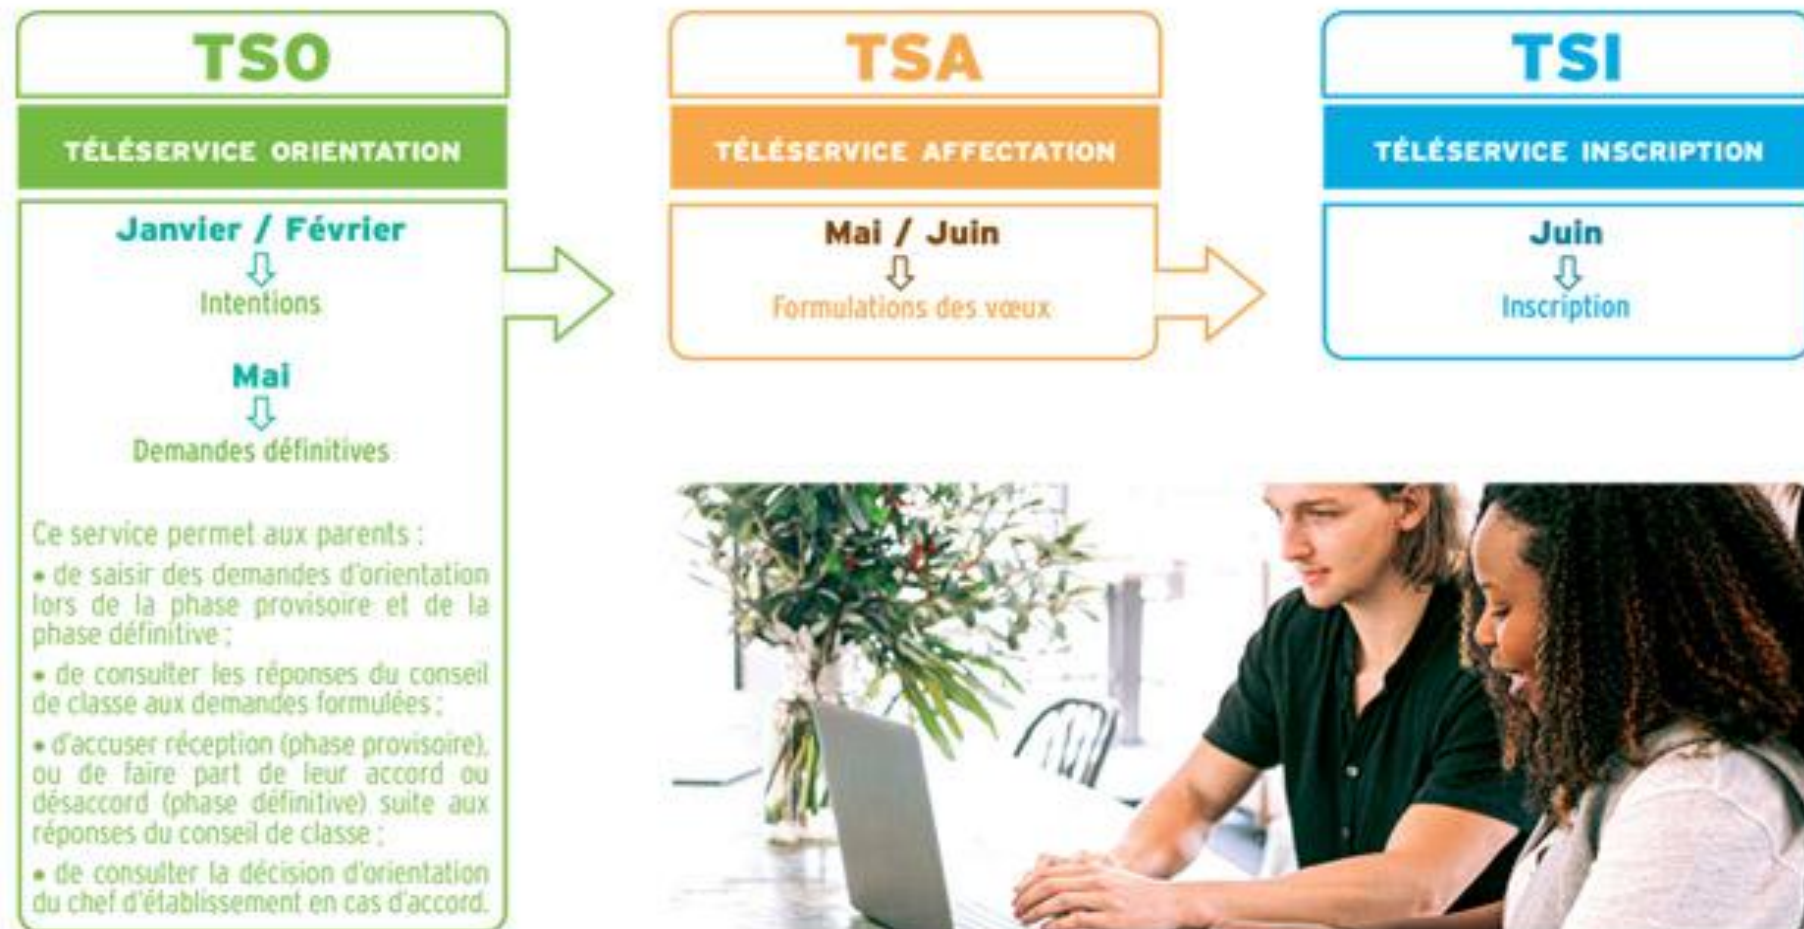 TSO
TÉLÉSERVICE ORIENTATION
Janvier / Février
Intentions
Mai
Demandes définitives
Ce service permet aux parents :
• de saisir des demandes d'orientation
lors de la phase provisoire et de la
phase définitive ;
• de consulter les réponses du conseil
de classe aux demandes formulées ;
• d'accuser réception (phase provisoire),
ou de faire part de leur accord ou
désaccord (phase définitive) suite aux
réponses du conseil de classe ;
• de consulter la décision d'orientation
du chef d'établissement en cas d'accord.
TSA
TÉLÉSERVICE AFFECTATION
Mai / Juin
Formulations des vœux
TSI
TÉLÉSERVICE INSCRIPTION
Juin
Inscription